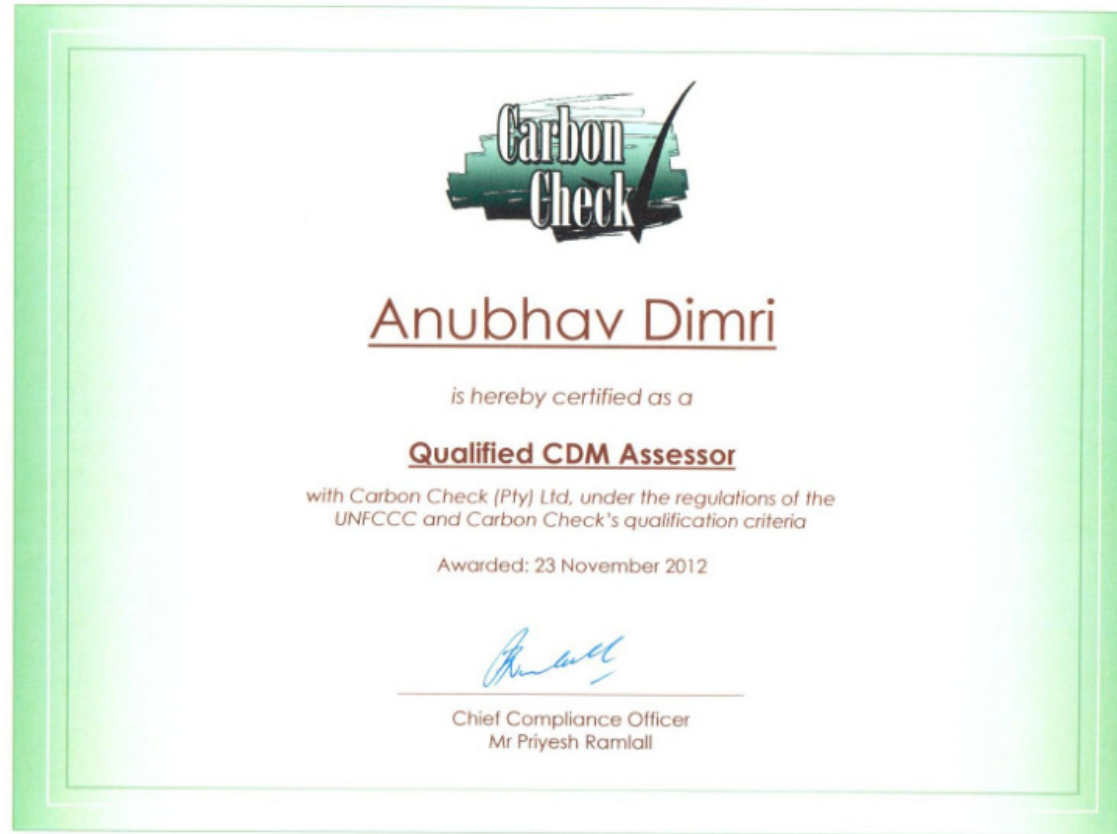 Carbon
Check
Anubhav Dimri
is hereby certified as a
Qualified CDM Assessor
with Carbon Check (Pty) Ltd, under the regulations of the
UNFCCC and Carbon Check's qualification criteria
Awarded: 23 November 2012
Chief Compliance Officer
Mr Priyesh Ramlall